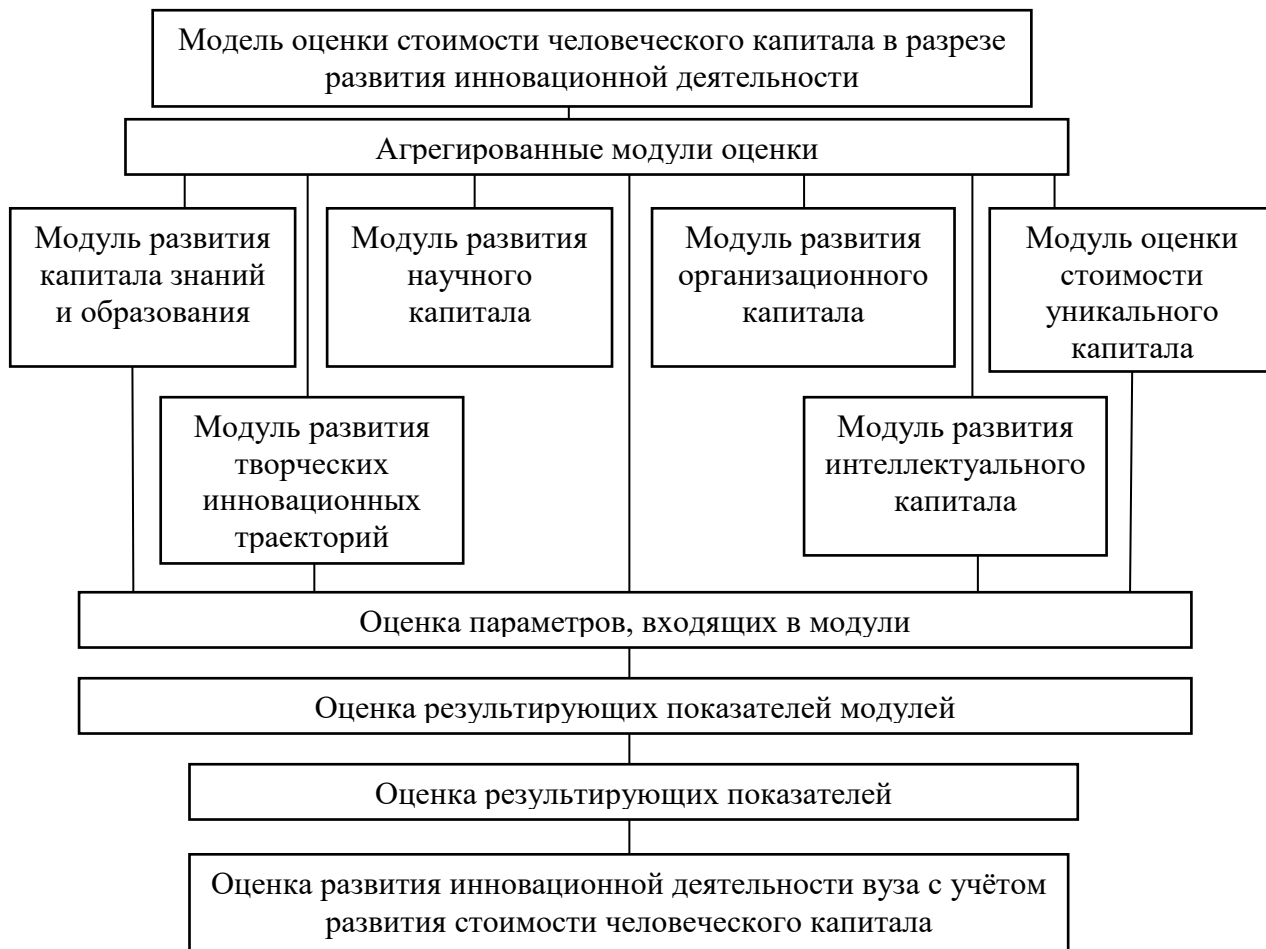 Модель оценки стоимости человеческого капитала в разрезе
развития инновационной деятельности
Агрегированные модули оценки
Модуль развития
капитала знаний
и образования
Модуль развития
научного
капитала
Модуль развития
организационного
капитала
Модуль оценки
стоимости
уникального
капитала
Модуль развития
творческих
инновационных
траекторий
Модуль развития
интеллектуального
капитала
Оценка параметров, входящих в модули
Оценка результирующих показателей модулей
Оценка результирующих показателей
Оценка развития инновационной деятельности вуза с учётом
развития стоимости человеческого капитала